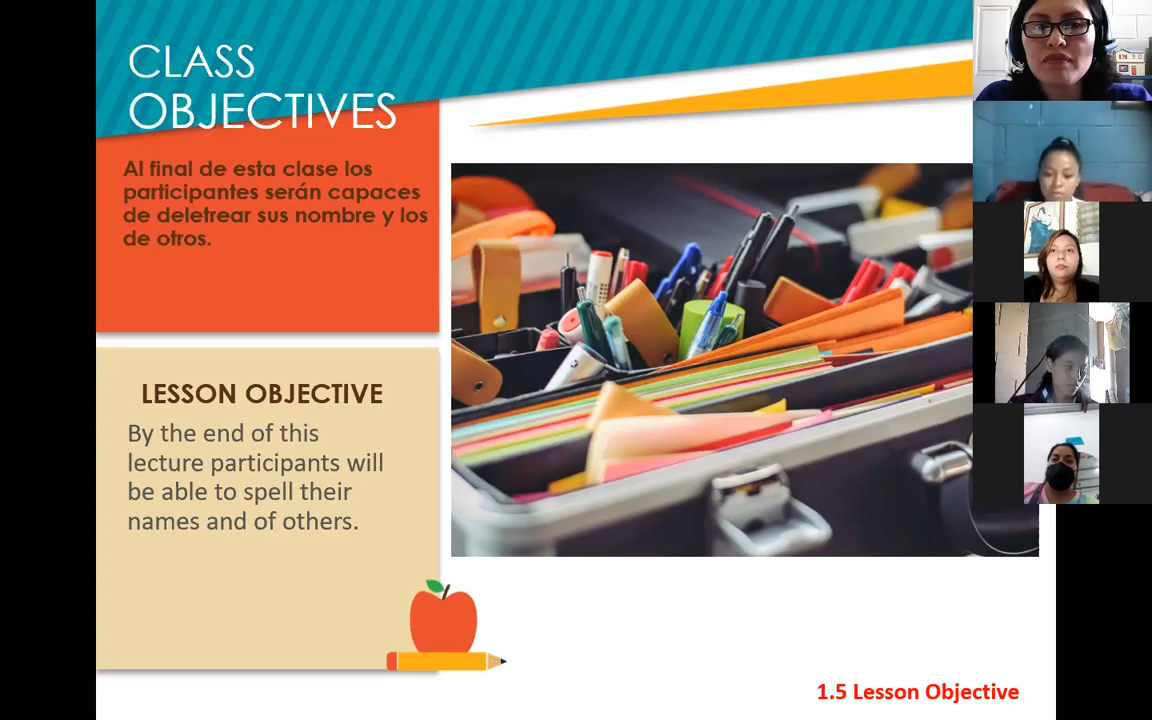 CLASS
OBJECTIVES
Al final de esta clase los
participantes serán capaces
de deletrear sus nombre y los
de otros.
LESSON OBJECTIVE
By the end of this
lecture participants will
be able to spell their
names and of others.
1.5 Lesson Objective